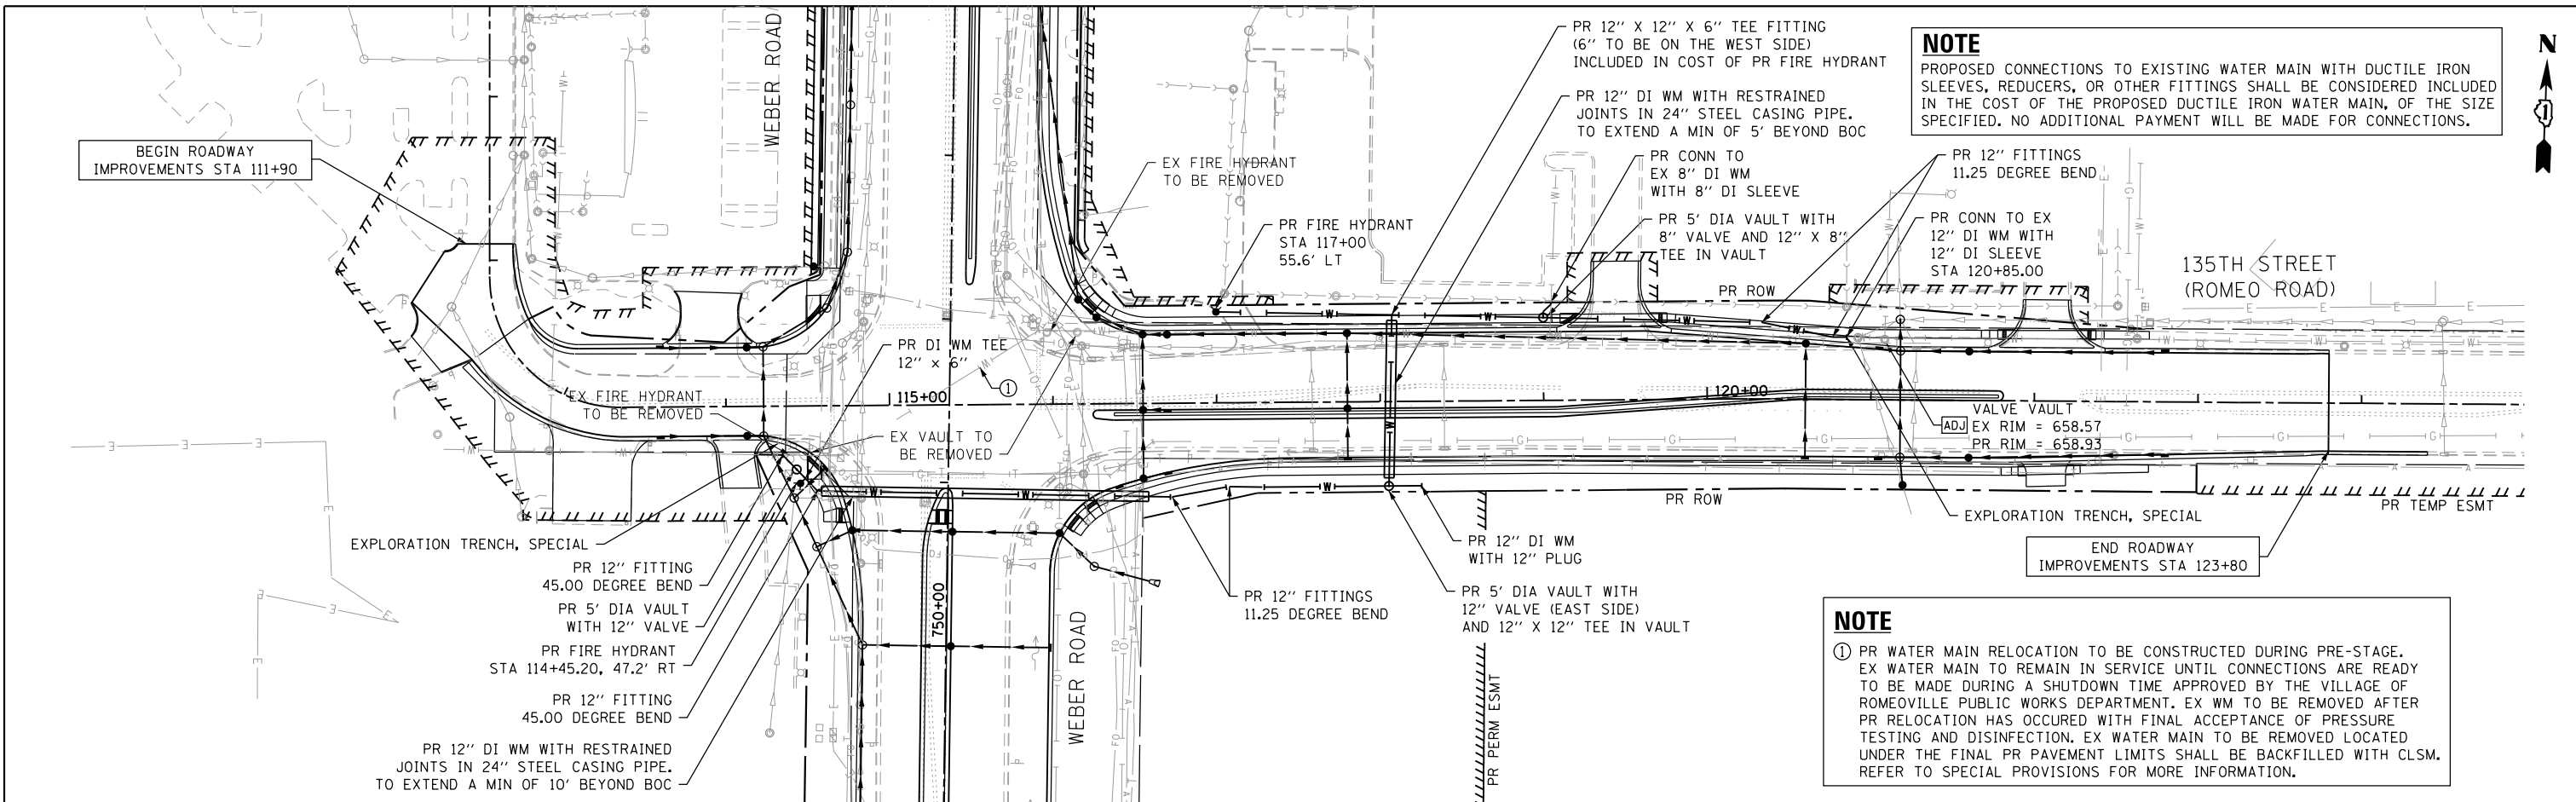 WEBER ROAD
BEGIN ROADWAY
IMPROVEMENTS STA 111+90
PR 12" X 12" X 6" TEE FITTING
(6" TO BE ON THE WEST SIDE)
INCLUDED IN COST OF PR FIRE HYDRANT
PR 12" DI WM WITH RESTRAINED
JOINTS IN 24" STEEL CASING PIPE.
TO EXTEND A MIN OF 5' BEYOND BOC
NOTE
PROPOSED CONNECTIONS TO EXISTING WATER MAIN WITH DUCTILE IRON
SLEEVES, REDUCERS, OR OTHER FITTINGS SHALL BE CONSIDERED INCLUDED
IN THE COST OF THE PROPOSED DUCTILE IRON WATER MAIN, OF THE SIZE
SPECIFIED. NO ADDITIONAL PAYMENT WILL BE MADE FOR CONNECTIONS.
N
EX FIRE HYDRANT
TO BE REMOVED
PR CONN TO
EX 8" DI WM
WITH 8" DI SLEEVE
PR 12" FITTINGS
11.25 DEGREE BEND
PR FIRE HYDRANT
STA 117+00
55.6' LT
PR 5' DIA VAULT WITH
8" VALVE AND 12" X 8"
TEE IN VAULT
PR CONN TO EX
12" DI WM WITH
12" DI SLEEVE
STA 120+85.00
135TH STREET
(ROMEO ROAD)
PR ROW
PR DI WM TEE
12" X 6"
1
EX FIRE HYDRANT
TO BE REMOVED
115+00
120+00
EX VAULT TO
BE REMOVED
ADJ
VALVE VAULT
EX RIM = 658.57
PR RIM = 658.93
PR ROW
PR TEMP ESMT
EXPLORATION TRENCH, SPECIAL
EXPLORATION TRENCH, SPECIAL
END ROADWAY
IMPROVEMENTS STA 123+80
PR 12" FITTING
45.00 DEGREE BEND
PR 5' DIA VAULT
WITH 12" VALVE
PR FIRE HYDRANT
STA 114+45.20, 47.2' RT
PR 12" FITTING
45.00 DEGREE BEND
PR 12" DI WM WITH RESTRAINED
JOINTS IN 24" STEEL CASING PIPE.
TO EXTEND A MIN OF 10' BEYOND BOC
750+00
WEBER ROAD
PR 12" FITTINGS
11.25 DEGREE BEND
PR 12" DI WM
WITH 12" PLUG
PR 5' DIA VAULT WITH
12" VALVE (EAST SIDE)
AND 12" X 12" TEE IN VAULT
PR PERM ESMT
NOTE
1 PR WATER MAIN RELOCATION TO BE CONSTRUCTED DURING PRE-STAGE.
EX WATER MAIN TO REMAIN IN SERVICE UNTIL CONNECTIONS ARE READY
TO BE MADE DURING A SHUTDOWN TIME APPROVED BY THE VILLAGE OF
ROMEOVILLE PUBLIC WORKS DEPARTMENT. EX WM TO BE REMOVED AFTER
PR RELOCATION HAS OCCURED WITH FINAL ACCEPTANCE OF PRESSURE
TESTING AND DISINFECTION. EX WATER MAIN TO BE REMOVED LOCATED
UNDER THE FINAL PR PAVEMENT LIMITS SHALL BE BACKFILLED WITH CLSM.
REFER TO SPECIAL PROVISIONS FOR MORE INFORMATION.